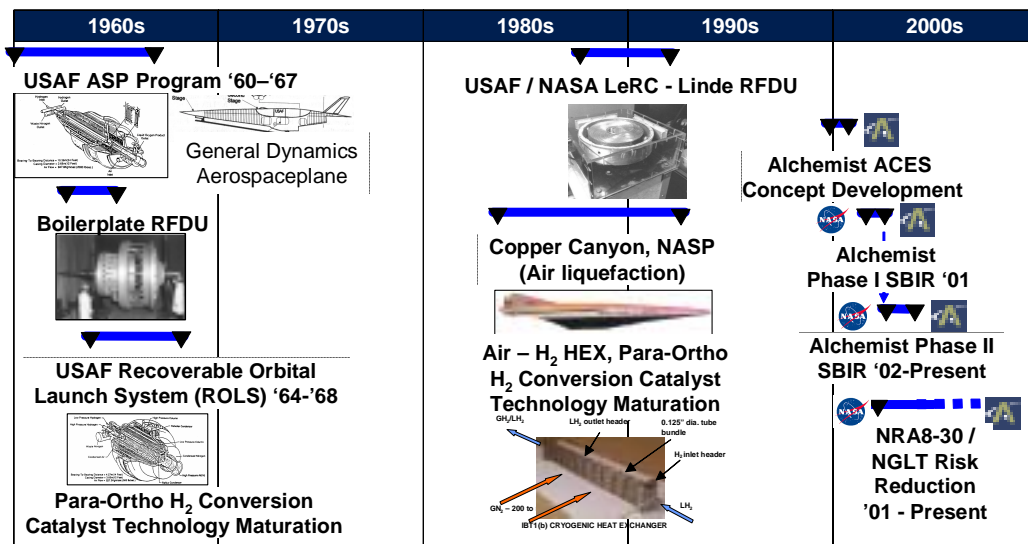 1960s
1970s
1980s
1990s
2000s
USAF ASP Program '60–'67
General Dynamics
Aerospaceplane
Boilerplate RFDU
USAF Recoverable Orbital
Launch System (ROLS) '64-'68
Para-Ortho H2 Conversion
Catalyst Technology Maturation
USAF / NASA LeRC - Linde RFDU
Copper Canyon, NASP
(Air liquefaction)
Air – H2 HEX, Para-Ortho
H2 Conversion Catalyst
Technology Maturation
GH2/LH2
LH2 outlet header
0.125" dia. tube
bundle
H2 inlet header
GN2 – 200 to
LH2
IBT1(b) CRYOGENIC HEAT EXCHANGER
Alchemist ACES
Concept Development
NASA
Alchemist
Phase I SBIR '01
NASA
Alchemist Phase II
SBIR '02-Present
NASA
NRA8-30 /
NGLT Risk
Reduction
'01 - Present